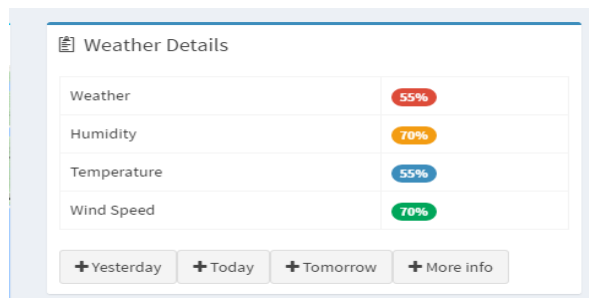 Weather Details
Weather 55%
Humidity 70%
Temperature 55%
Wind Speed 70%
Yesterday Today Tomorrow More info